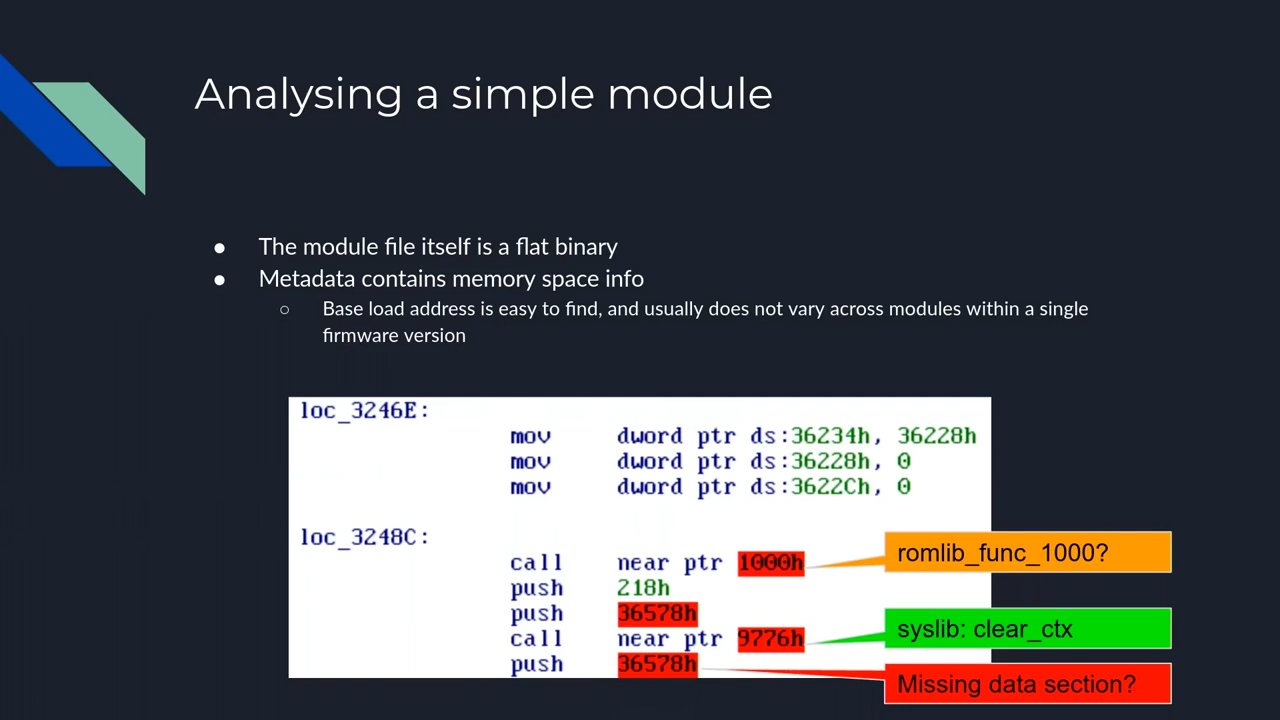 Analysing a simple module
● The module file itself is a flat binary
● Metadata contains memory space info
○ Base load address is easy to find, and usually does not vary across modules within a single
firmware version
loc_3246E:
mov dword ptr ds:36234h, 36228h
mov dword ptr ds:36228h, 0
mov dword ptr ds:3622Ch, 0
loc_3248C:
call near ptr 1000h
romlib_func_1000?
push 218h
push 36578h
call near ptr 9776h
syslib: clear_ctx
push 36578h
Missing data section?